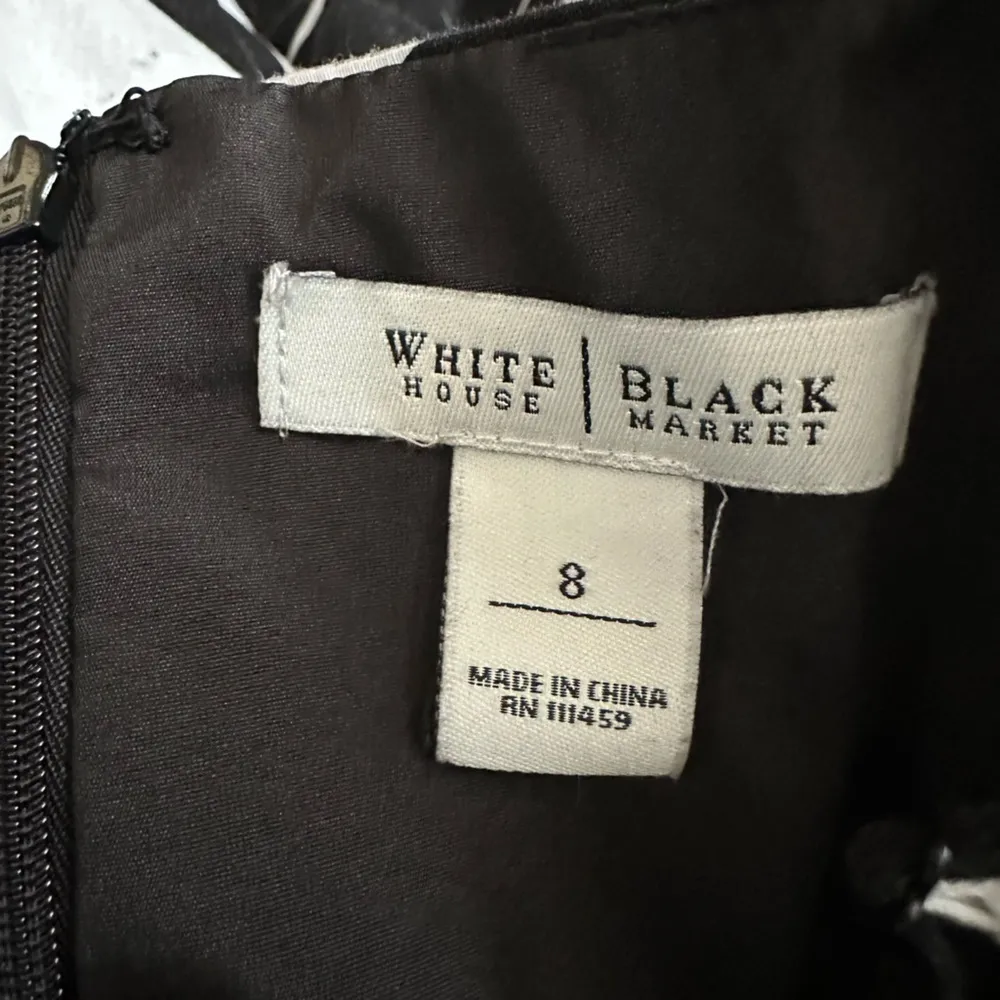 WHITE | BLACK
HOUSE | MARKET
8
MADE IN CHINA
RN 111459